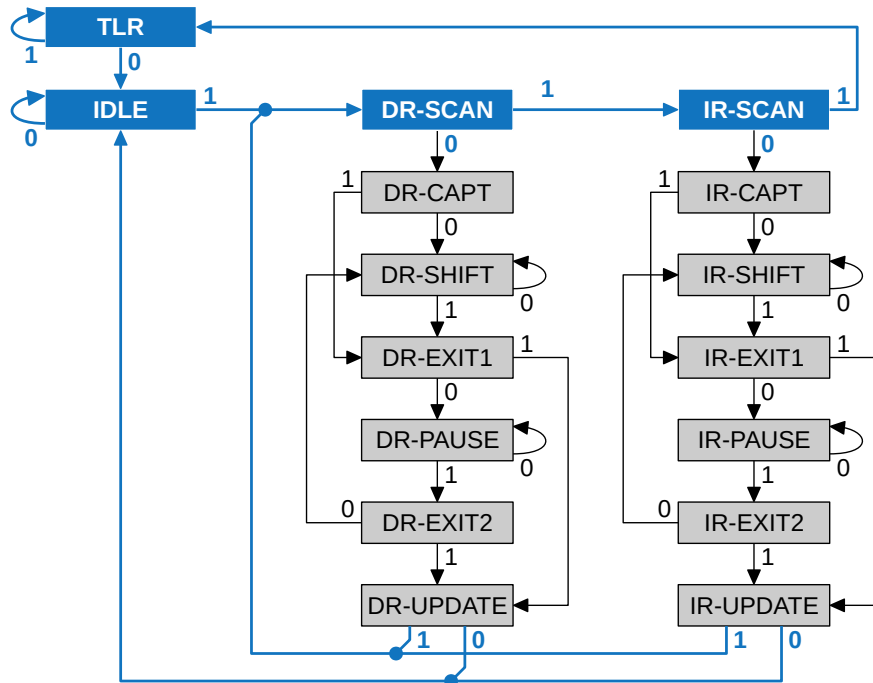 TLR
1
0
IDLE
0
1
DR-SCAN
1
IR-SCAN
1
0
0
1
DR-CAPT
1
IR-CAPT
0
0
DR-SHIFT
0
IR-SHIFT
0
1
1
DR-EXIT1
1
IR-EXIT1
1
0
0
DR-PAUSE
0
IR-PAUSE
0
1
1
0
DR-EXIT2
0
IR-EXIT2
1
1
DR-UPDATE
IR-UPDATE
1
0
1
0